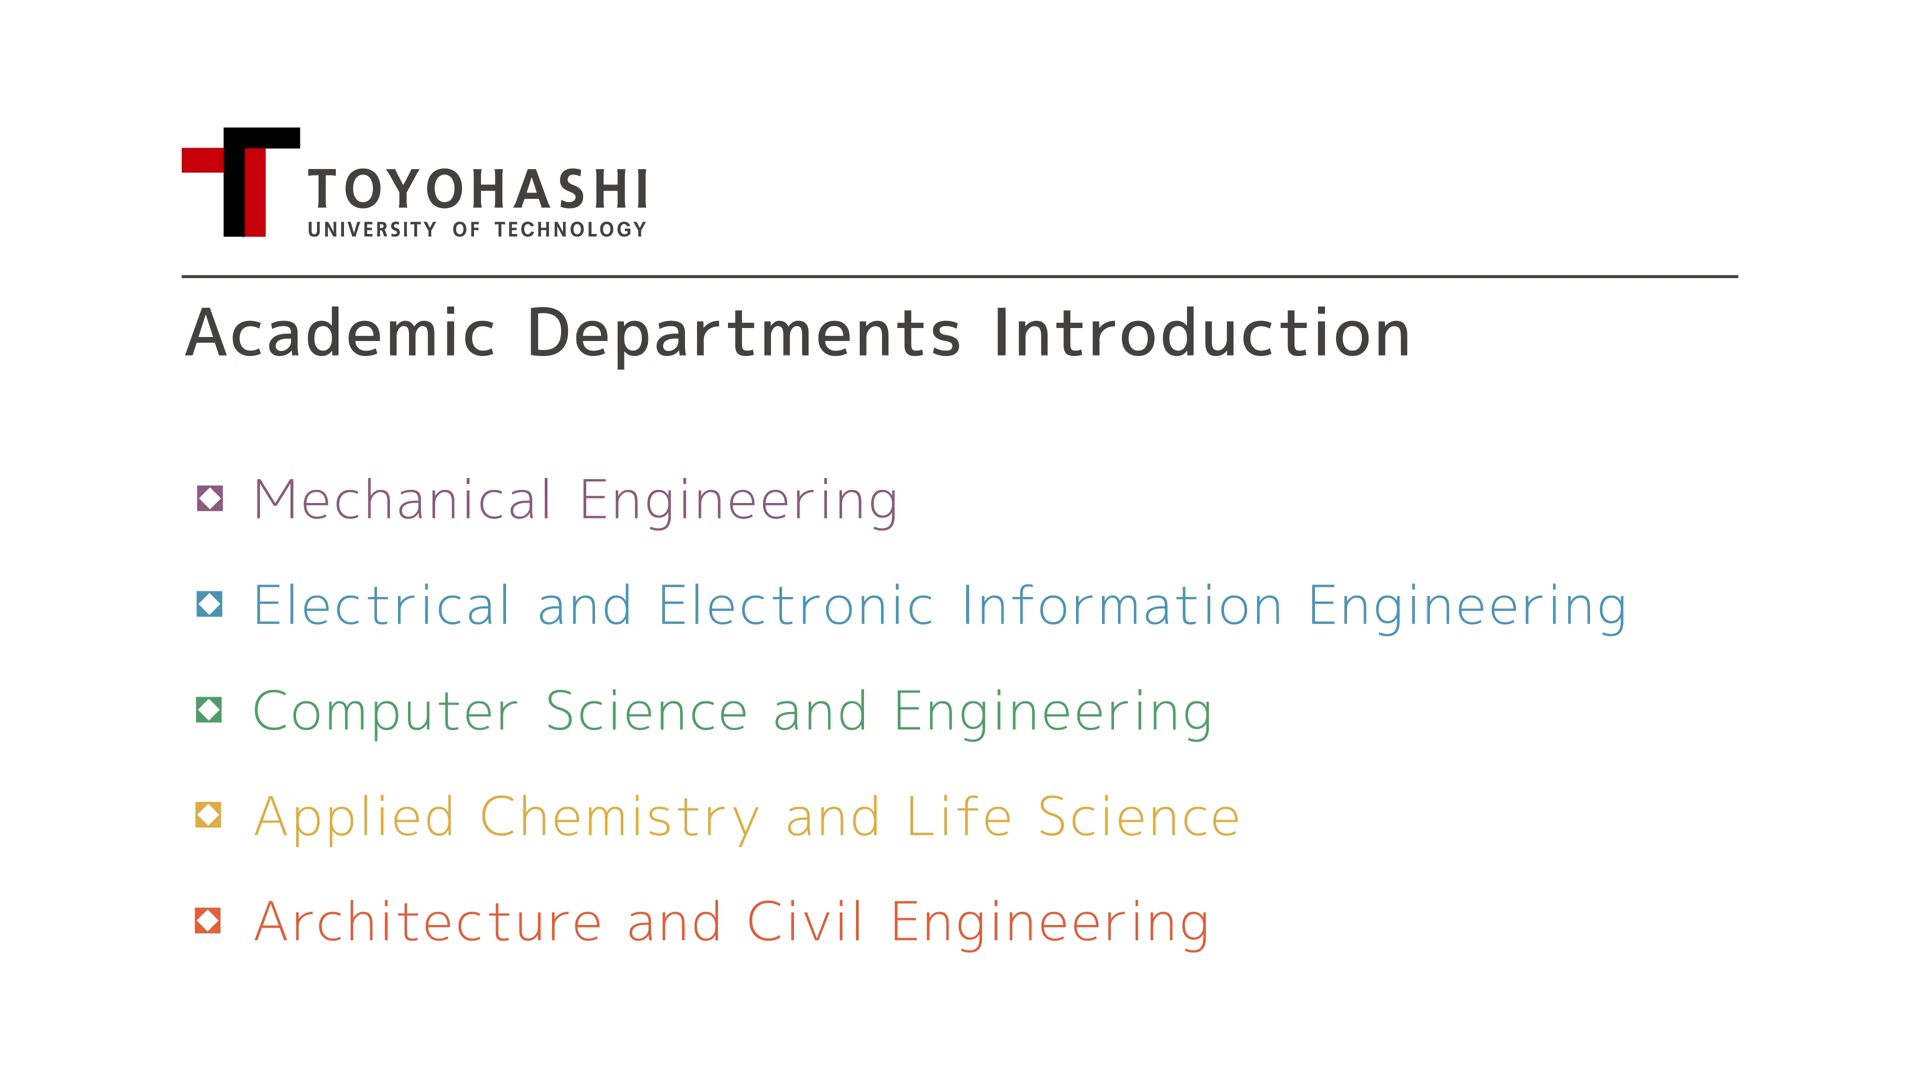 TOYOHASHI
UNIVERSITY OF TECHNOLOGY
Academic Departments Introduction
Mechanical Engineering
Electrical and Electronic Information Engineering
Computer Science and Engineering
Applied Chemistry and Life Science
Architecture and Civil Engineering